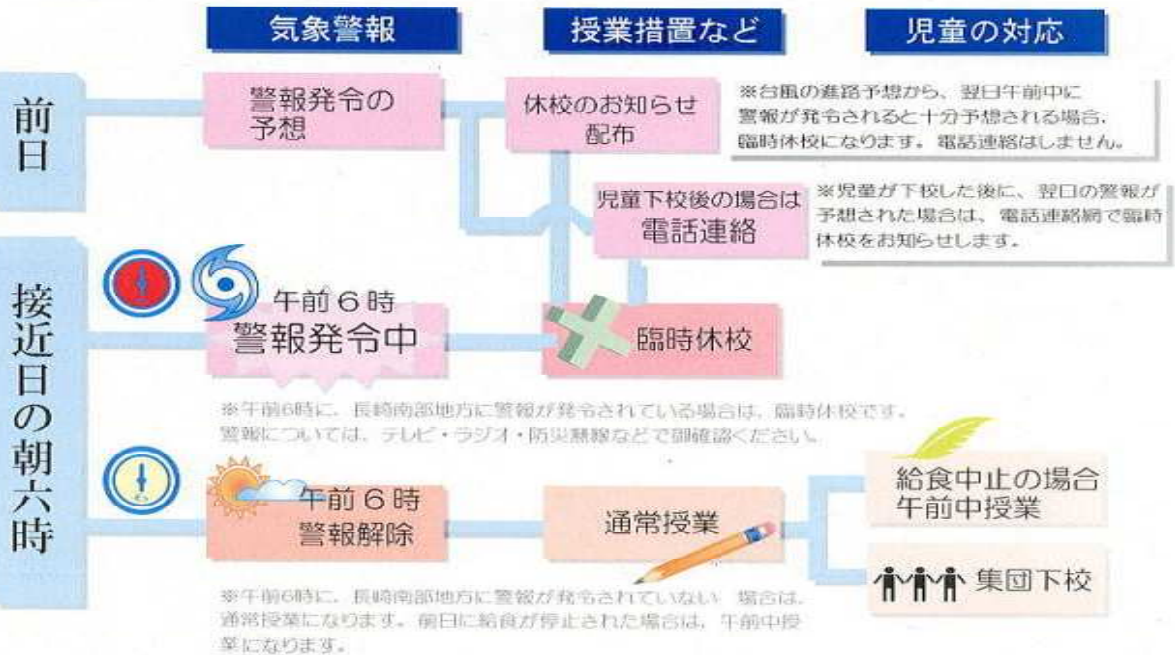 気象警報
授業措置など
児童の対応
前日
警報発令の
予想
休校のお知らせ
配布
※台風の進路予想から、翌日午前中に
警報が発令されると十分予想される場合、
臨時休校になります。電話連絡はしません。
児童下校後の場合は
電話連絡
※児童が下校した後に、翌日の警報が
予想された場合は、電話連絡網で臨時
休校をお知らせします。
接近日の朝六時
午前6時
警報発令中
臨時休校
※午前6時に、長崎南部地方に警報が発令されている場合は、臨時休校です。
警報については、テレビ・ラジオ・防災無線などで御確認ください。
午前6時
警報解除
通常授業
給食中止の場合
午前中授業
集団下校
※午前6時に、長崎南部地方に警報が発令されていない 場合は、
通常授業になります。前日に給食が停止された場合は、午前中授
業になります。